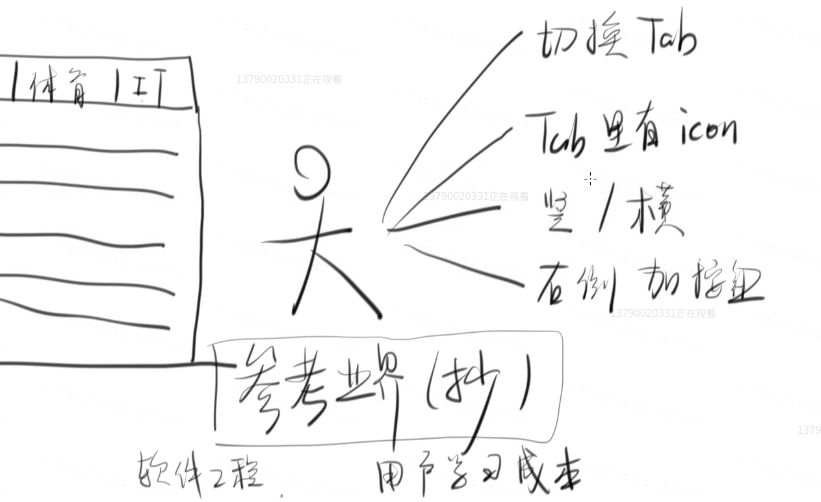 切换 Tab
体育 | IT
13790020331正在观看
Tab 里有 icon
13790020331正在观看
竖 / 横
右侧 加按钮
13790020331正在观看
参考业界 (抄)
1379
软件工程.
用户学习成本